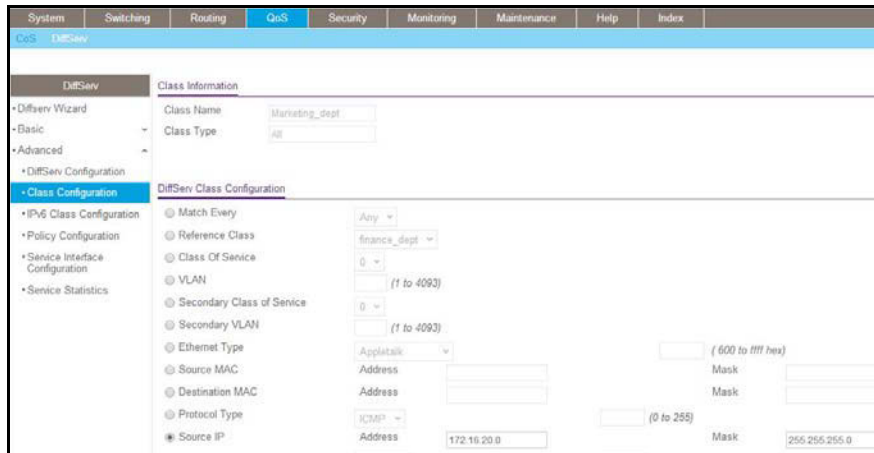 System Switching Routing QoS Security Monitoring Maintenance Help Index
CoS DiffServ
DiffServ
• Diffserv Wizard
• Basic
• Advanced
• DiffServ Configuration
• Class Configuration
• IPv6 Class Configuration
• Policy Configuration
• Service Interface
Configuration
• Service Statistics
Class Information
Class Name Marketing_dept
Class Type All
DiffServ Class Configuration
Match Every Any
Reference Class finance_dept
Class Of Service 0
VLAN (1 to 4093)
Secondary Class of Service 0
Secondary VLAN (1 to 4093)
Ethernet Type Appletalk ( 600 to ffff hex)
Source MAC Address Mask
Destination MAC Address Mask
Protocol Type ICMP (0 to 255)
Source IP Address 172.16.20.0 Mask 255.255.255.0